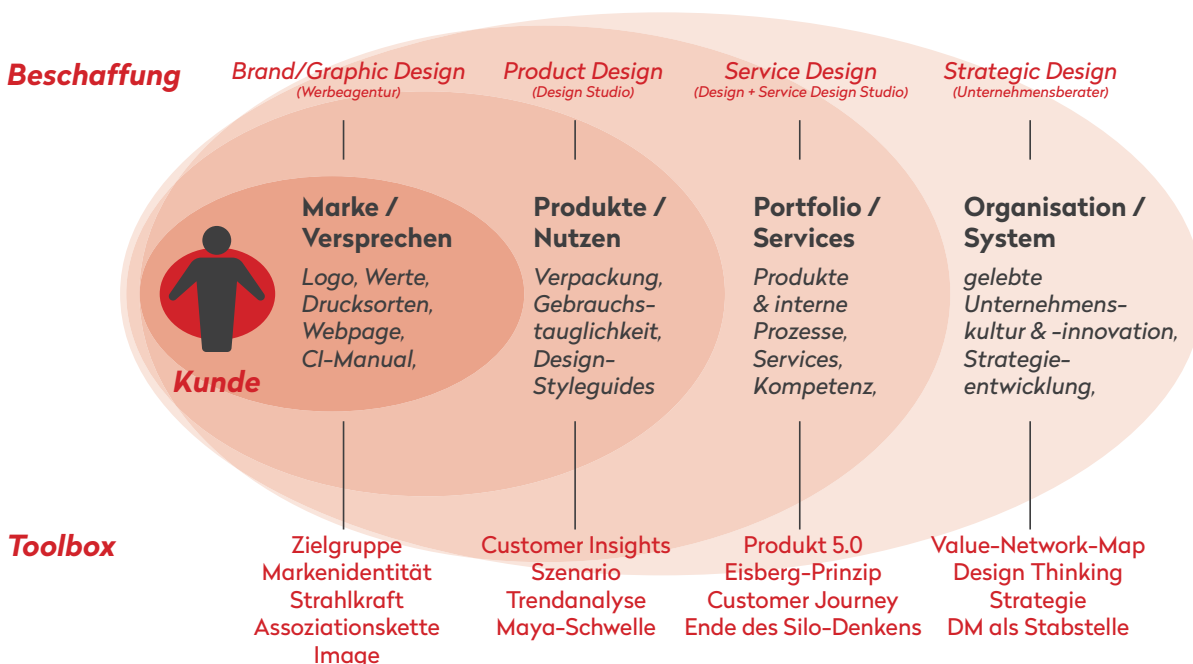 Beschaffung
Brand/Graphic Design
(Werbeagentur)
Product Design
(Design Studio)
Service Design
(Design + Service Design Studio)
Strategic Design
(Unternehmensberater)
Kunde
Marke /
Versprechen
Logo, Werte,
Drucksorten,
Webpage,
CI-Manual,
Produkte /
Nutzen
Verpackung,
Gebrauchs-
tauglichkeit,
Design-
Styleguides
Portfolio /
Services
Produkte
& interne
Prozesse,
Services,
Kompetenz,
Organisation /
System
gelebte
Unternehmens-
kultur & -innovation,
Strategie-
entwicklung,
Toolbox
Zielgruppe
Markenidentität
Strahlkraft
Assoziationskette
Image
Customer Insights
Szenario
Trendanalyse
Maya-Schwelle
Produkt 5.0
Eisberg-Prinzip
Customer Journey
Ende des Silo-Denkens
Value-Network-Map
Design Thinking
Strategie
DM als Stabstelle